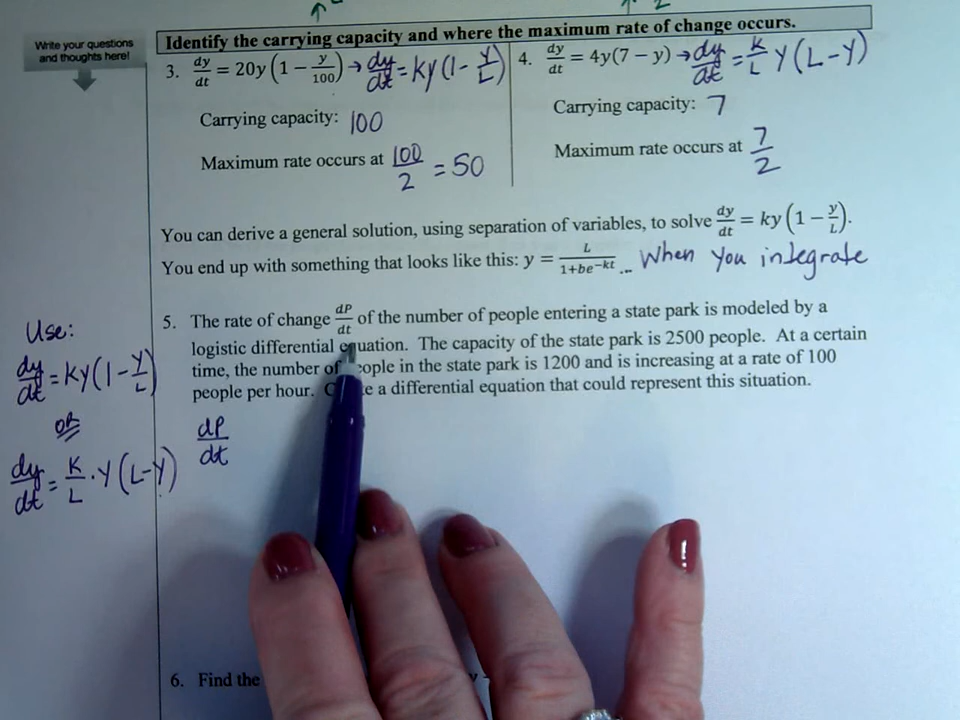 Write your questions
and thoughts here!
Identify the carrying capacity and where the maximum rate of change occurs.
3. dy/dt = 20y(1 − y/100) → dy/dt = Ky(1 − y/L)
Carrying capacity: 100
Maximum rate occurs at 100/2 = 50
4. dy/dt = 4y(7 − y) → dy/dt = K/L Y (L − Y)
Carrying capacity: 7
Maximum rate occurs at 7/2
You can derive a general solution, using separation of variables, to solve dy/dt = ky(1 − y/L).
You end up with something that looks like this: y = L/(1+be^−kt) ... When you integrate
5. The rate of change dP/dt of the number of people entering a state park is modeled by a
logistic differential equation. The capacity of the state park is 2500 people. At a certain
time, the number of people in the state park is 1200 and is increasing at a rate of 100
people per hour. a differential equation that could represent this situation.
dP/dt
Use:
dy/dt = Ky(1 − y/L)
OR
dy/dt = K/L · Y (L − Y)
6. Find the